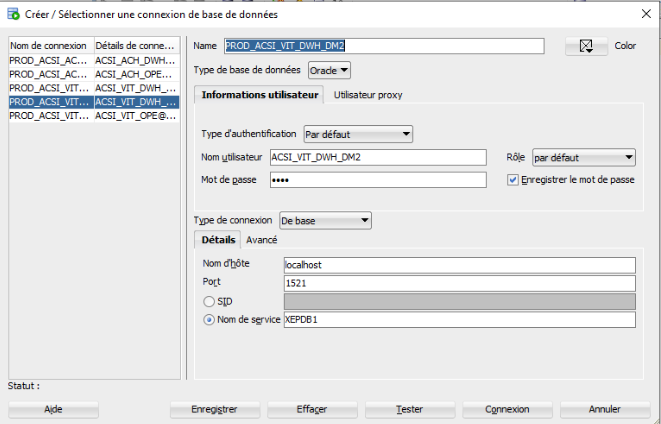 Créer / Sélectionner une connexion de base de données
Nom de connexion Détails de conne...
PROD_ACSI_AC... ACSI_ACH_DWH...
PROD_ACSI_AC... ACSI_ACH_OPE...
PROD_ACSI_VIT... ACSI_VIT_DWH_...
PROD_ACSI_VIT... ACSI_VIT_DWH_...
PROD_ACSI_VIT... ACSI_VIT_OPE@...
Name PROD_ACSI_VIT_DWH_DM2 Color
Type de base de données Oracle
Informations utilisateur Utilisateur proxy
Type d'authentification Par défaut
Nom utilisateur ACSI_VIT_DWH_DM2 Rôle par défaut
Mot de passe •••• Enregistrer le mot de passe
Type de connexion De base
Détails Avancé
Nom d'hôte localhost
Port 1521
SID
Nom de service XEPDB1
Statut :
Aide Enregistrer Effacer Tester Connexion Annuler